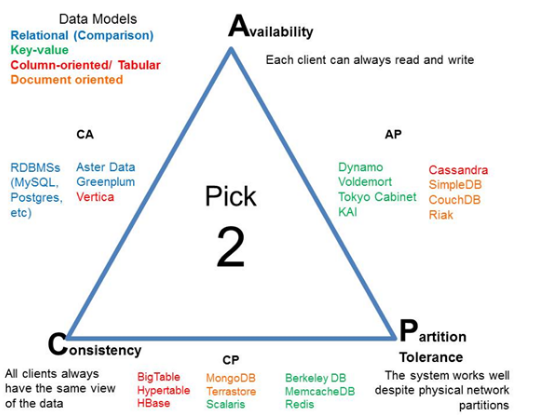 Data Models
Relational (Comparison)
Key-value
Column-oriented/ Tabular
Document oriented
Availability
Each client can always read and write
CA
RDBMSs
(MySQL,
Postgres,
etc)
Aster Data
Greenplum
Vertica
Pick
2
AP
Dynamo
Voldemort
Tokyo Cabinet
KAI
Cassandra
SimpleDB
CouchDB
Riak
Consistency
All clients always
have the same view
of the data
CP
BigTable
Hypertable
HBase
MongoDB
Terrastore
Scalaris
Berkeley DB
MemcacheDB
Redis
Partition
Tolerance
The system works well
despite physical network
partitions